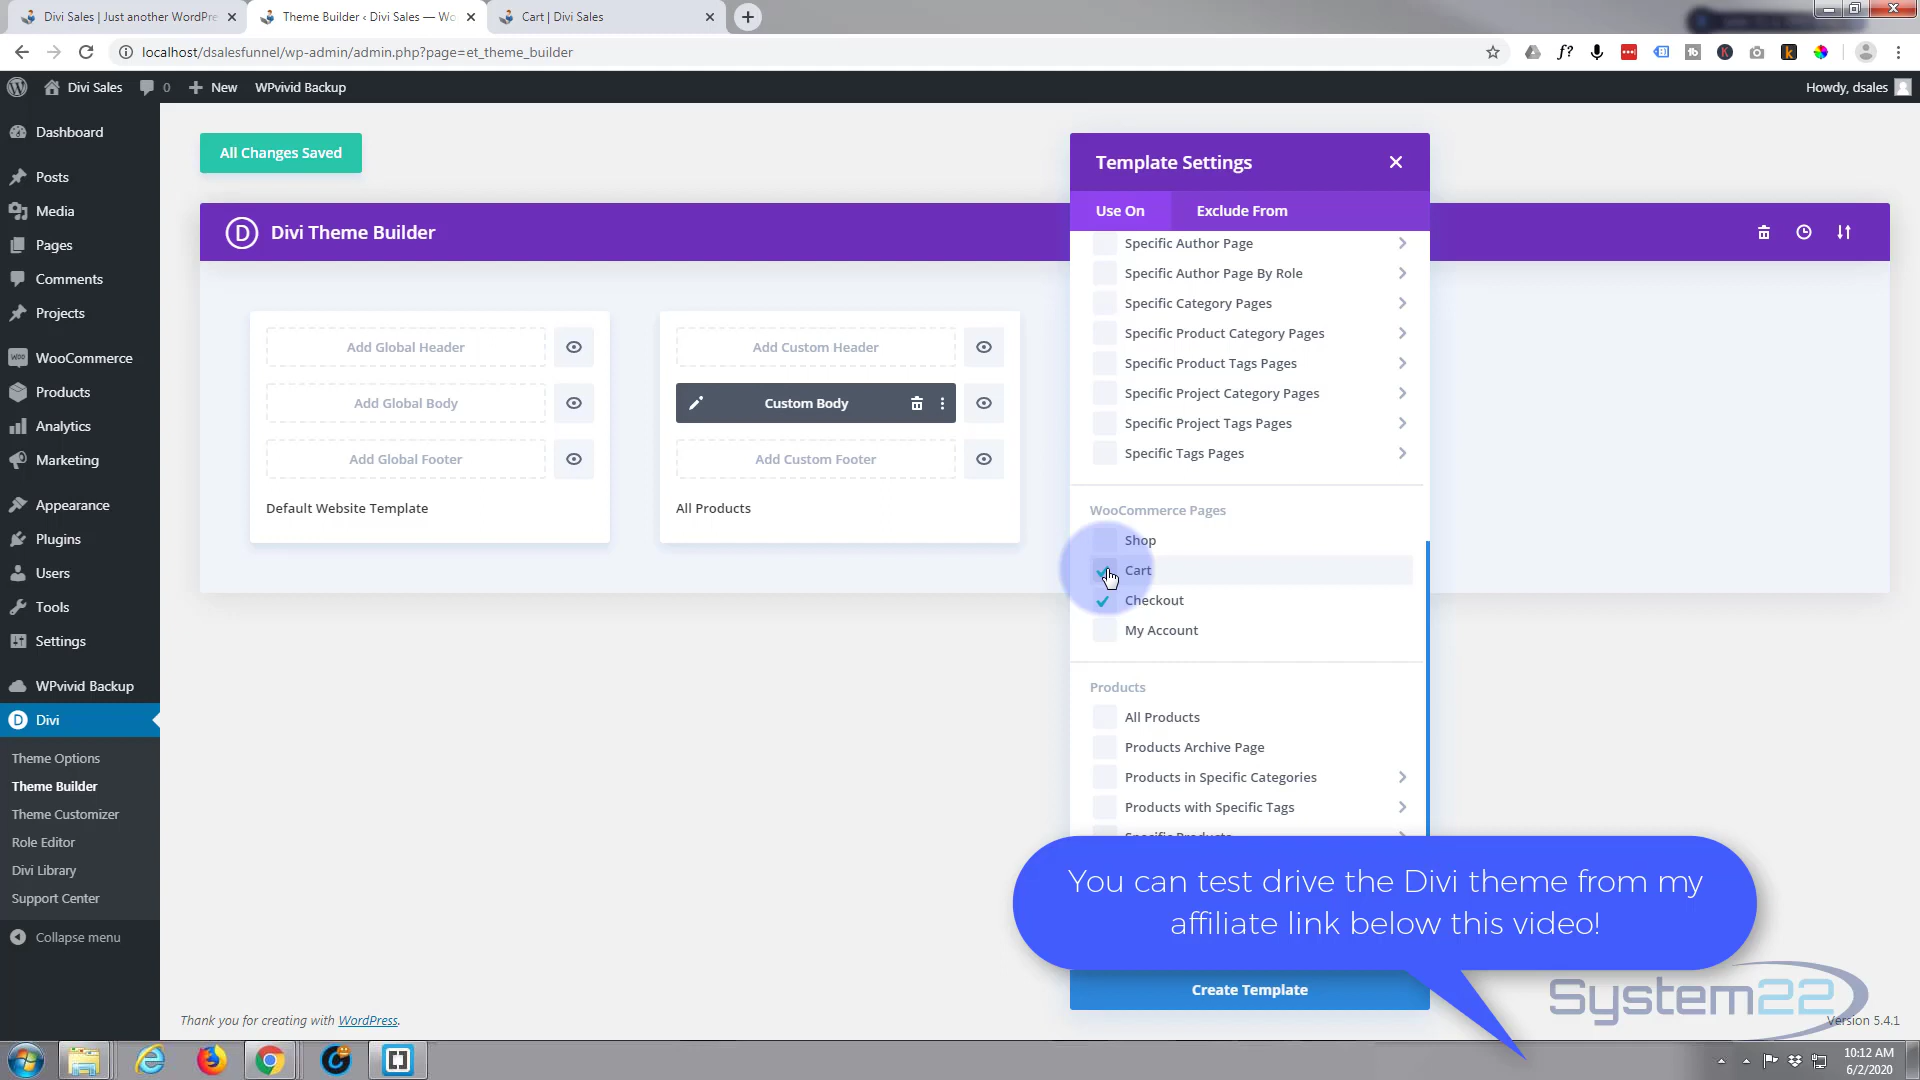 Divi Sales | Just another WordPre
Theme Builder ‹ Divi Sales — Wo
Cart | Divi Sales
localhost/dsalesfunnel/wp-admin/admin.php?page=et_theme_builder
Divi Sales
0
New
WPvivid Backup
Howdy, dsales
Dashboard
Posts
Media
Pages
Comments
Projects
WooCommerce
Products
Analytics
Marketing
Appearance
Plugins
Users
Tools
Settings
WPvivid Backup
Divi
Theme Options
Theme Builder
Theme Customizer
Role Editor
Divi Library
Support Center
Collapse menu
All Changes Saved
Divi Theme Builder
Add Global Header
Add Global Body
Add Global Footer
Default Website Template
Add Custom Header
Custom Body
Add Custom Footer
All Products
Template Settings
Use On
Exclude From
Specific Author Page
Specific Author Page By Role
Specific Category Pages
Specific Product Category Pages
Specific Product Tags Pages
Specific Project Category Pages
Specific Project Tags Pages
Specific Tags Pages
WooCommerce Pages
Shop
Cart
Checkout
My Account
Products
All Products
Products Archive Page
Products in Specific Categories
Products with Specific Tags
Specific Products
You can test drive the Divi theme from my
affiliate link below this video!
Create Template
System22
Thank you for creating with WordPress.
Version 5.4.1
10:12 AM
6/2/2020